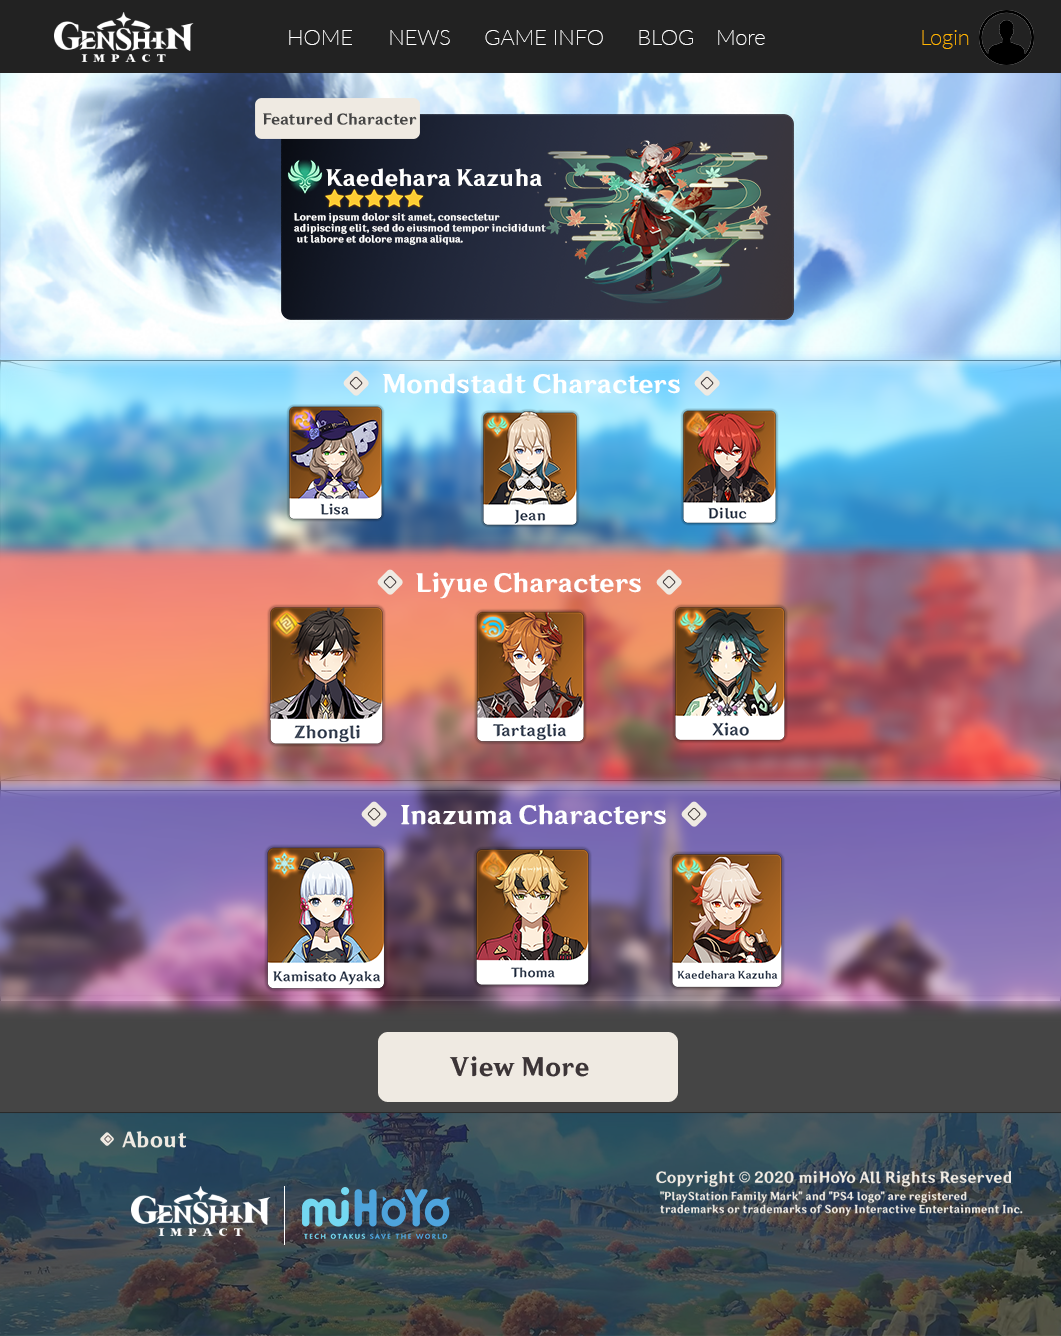 GENSHIN
IMPACT
HOME NEWS GAME INFO BLOG More Login
Featured Character
Kaedehara Kazuha
Lorem ipsum dolor sit amet, consectetur
adipiscing elit, sed do eiusmod tempor incididunt
ut labore et dolore magna aliqua.
Mondstadt Characters
Lisa
Jean
Diluc
Liyue Characters
Zhongli
Tartaglia
Xiao
Inazuma Characters
Kamisato Ayaka
Thoma
Kaedehara Kazuha
View More
About
GENSHIN
IMPACT
miHoYo
TECH OTAKUS SAVE THE WORLD
Copyright © 2020 miHoYo All Rights Reserved
"PlayStation Family Mark" and "PS4 logo" are registered
trademarks or trademarks of Sony Interactive Entertainment Inc.